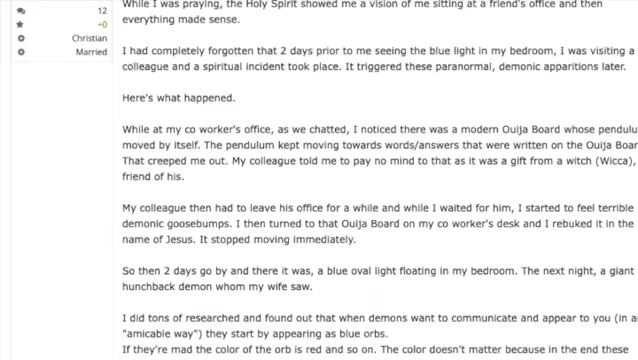 While I was praying, the Holy Spirit showed me a vision of me sitting at a friend's office and then
everything made sense.
12
+0
Christian
Married
I had completely forgotten that 2 days prior to me seeing the blue light in my bedroom, I was visiting a
colleague and a spiritual incident took place. It triggered these paranormal, demonic apparitions later.
Here's what happened.
While at my co worker's office, as we chatted, I noticed there was a modern Ouija Board whose pendulu
moved by itself. The pendulum kept moving towards words/answers that were written on the Ouija Boar
That creeped me out. My colleague told me to pay no mind to that as it was a gift from a witch (Wicca),
friend of his.
My colleague then had to leave his office for a while and while I waited for him, I started to feel terrible
demonic goosebumps. I then turned to that Ouija Board on my co worker's desk and I rebuked it in the
name of Jesus. It stopped moving immediately.
So then 2 days go by and there it was, a blue oval light floating in my bedroom. The next night, a giant
hunchback demon whom my wife saw.
I did tons of researched and found out that when demons want to communicate and appear to you (in a
"amicable way") they start by appearing as blue orbs.
If they're mad the color of the orb is red and so on. The color doesn't matter because in the end these